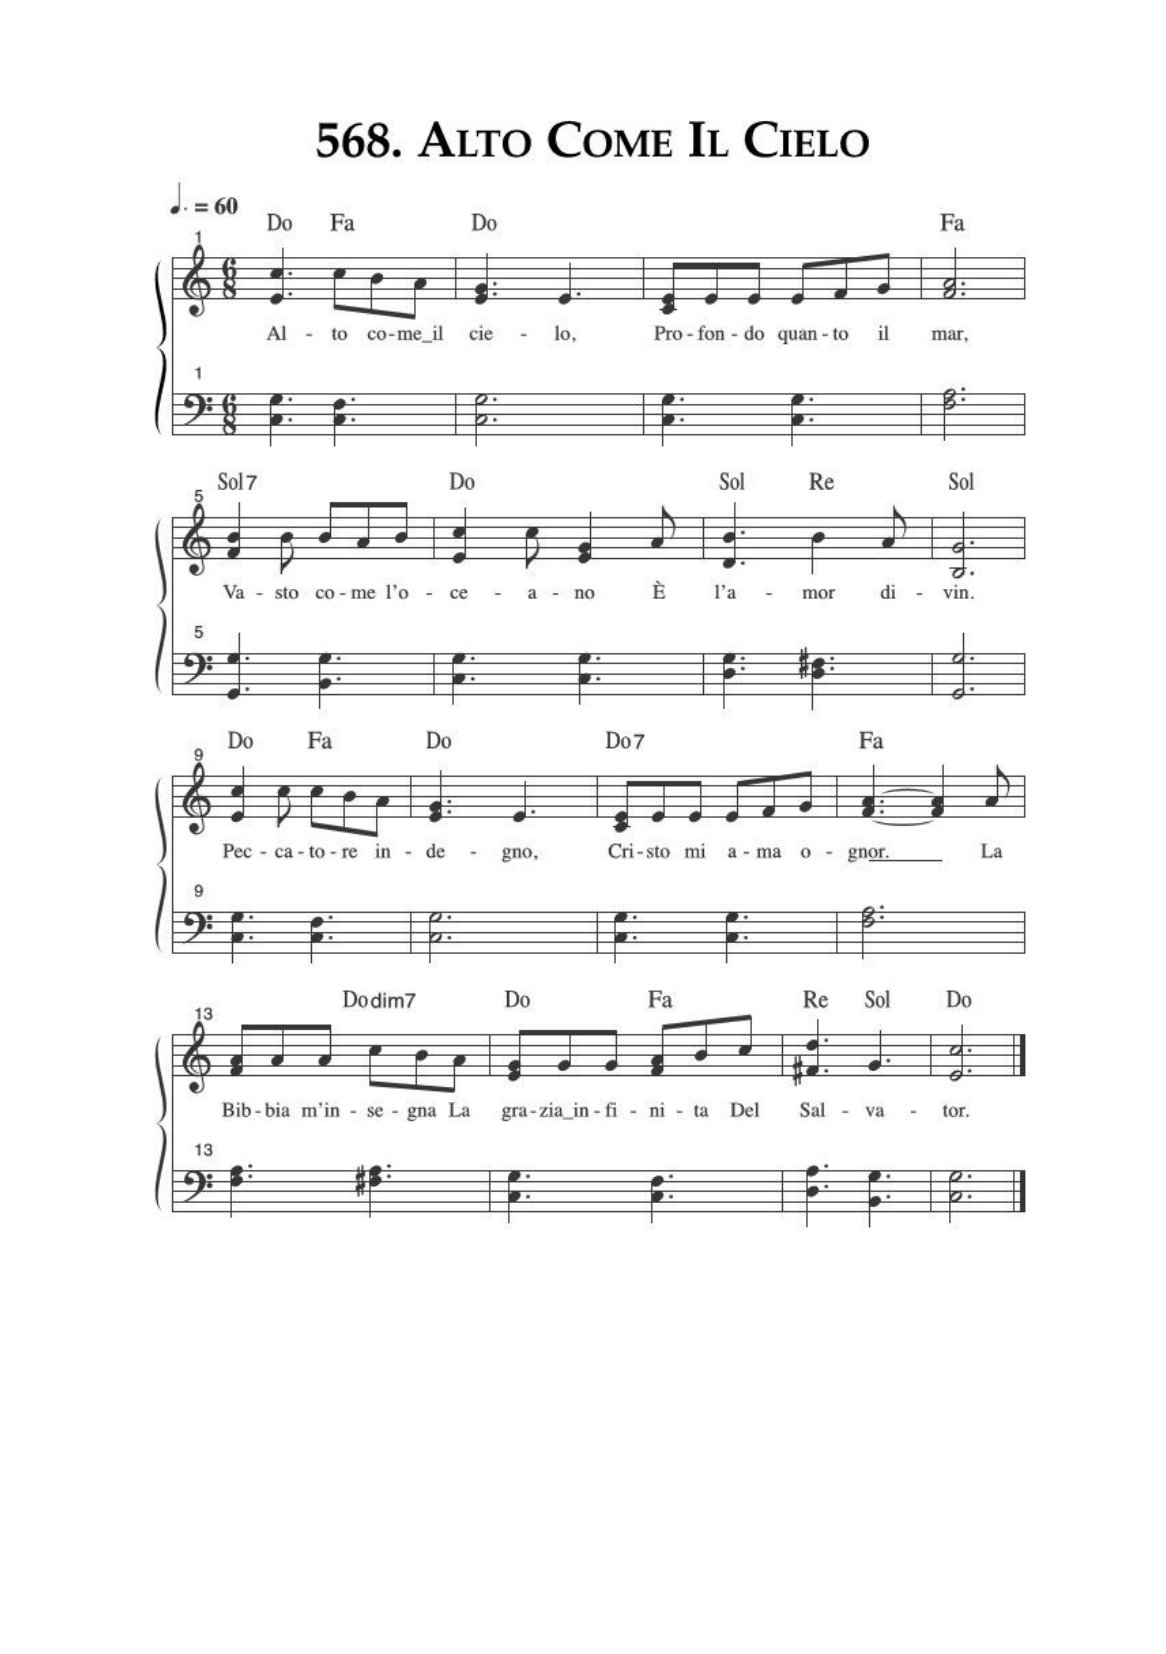 568. Alto Come Il Cielo
♩. = 60
Do Fa Do Fa
1
6 8
Al - to co-me_il cie - lo, Pro-fon-do quan-to il mar,
1
6 8
Sol7 Do Sol Re Sol
5
Va - sto co-me l'o - ce - a - no È l'a - mor di - vin.
5
Do Fa Do Do7 Fa
9
Pec - ca-to-re in - de - gno, Cri-sto mi a-ma o - gnor. La
9
Dodim7 Do Fa Re Sol Do
13
Bib-bia m'in - se - gna La gra-zia_in-fi - ni - ta Del Sal - va - tor.
13